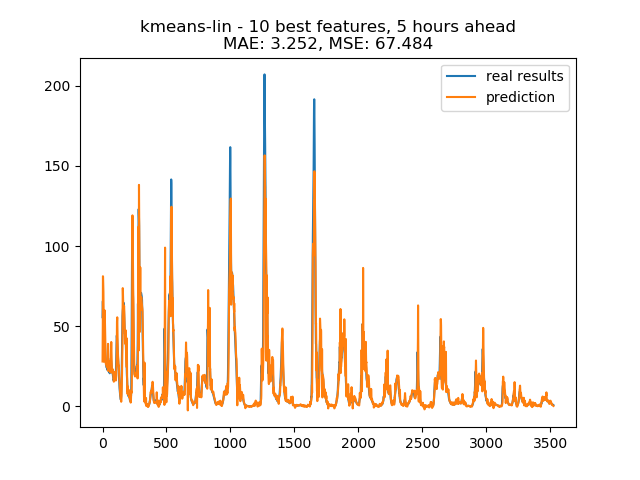 kmeans-lin - 10 best features, 5 hours ahead
MAE: 3.252, MSE: 67.484
real results
prediction
200
150
100
50
0
0 500 1000 1500 2000 2500 3000 3500